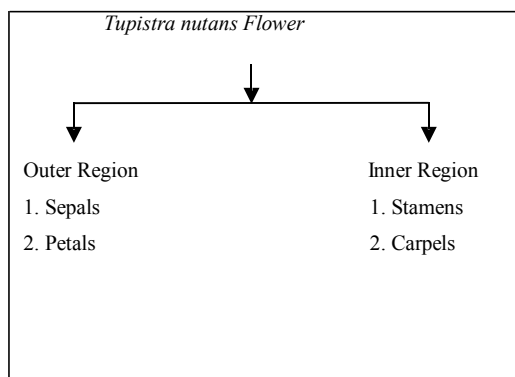 Tupistra nutans Flower
Outer Region
1. Sepals
2. Petals
Inner Region
1. Stamens
2. Carpels